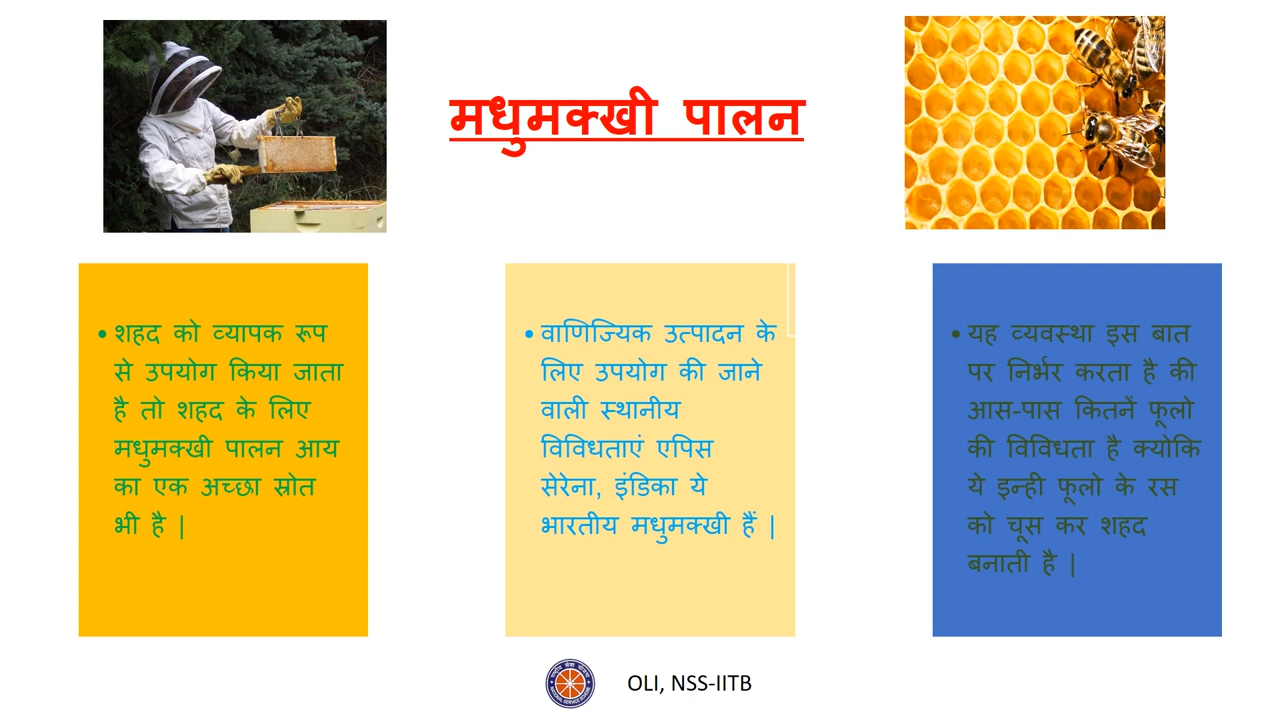 मधुमक्खी पालन
• शहद को व्यापक रूप
से उपयोग किया जाता
है तो शहद के लिए
मधुमक्खी पालन आय
का एक अच्छा स्रोत
भी है |
• वाणिज्यिक उत्पादन के
लिए उपयोग की जाने
वाली स्थानीय
विविधताएं एपिस
सेरेना, इंडिका ये
भारतीय मधुमक्खी हैं |
• यह व्यवस्था इस बात
पर निर्भर करता है की
आस-पास कितनें फूलो
की विविधता है क्योकि
ये इन्ही फूलो के रस
को चूस कर शहद
बनाती है |
OLI, NSS-IITB